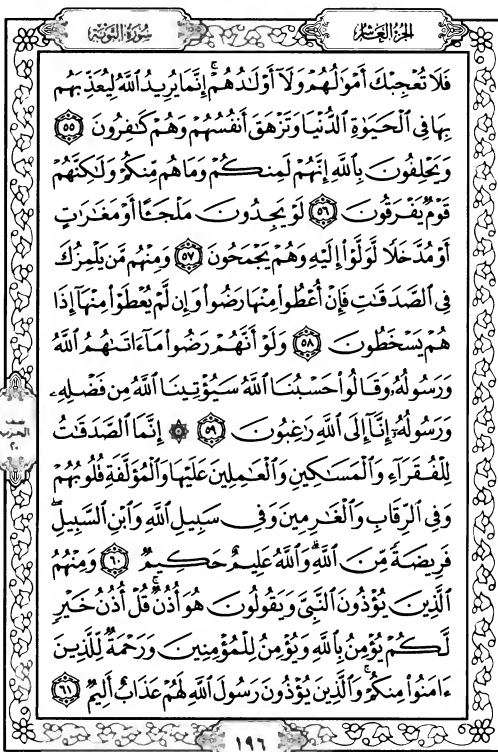 الجزء العاشر
سورة التوبة
فَلَا تُعْجِبْكَ أَمْوَٰلُهُمْ وَلَآ أَوْلَٰدُهُمْ ۚ إِنَّمَا يُرِيدُ ٱللَّهُ لِيُعَذِّبَهُم
بِهَا فِى ٱلْحَيَوٰةِ ٱلدُّنْيَا وَتَزْهَقَ أَنفُسُهُمْ وَهُمْ كَٰفِرُونَ ٥٥
وَيَحْلِفُونَ بِٱللَّهِ إِنَّهُمْ لَمِنكُمْ وَمَا هُم مِّنكُمْ وَلَٰكِنَّهُمْ
قَوْمٌ يَفْرَقُونَ ٥٦ لَوْ يَجِدُونَ مَلْجَـًٔا أَوْ مَغَٰرَٰتٍ
أَوْ مُدَّخَلًا لَّوَلَّوْا۟ إِلَيْهِ وَهُمْ يَجْمَحُونَ ٥٧ وَمِنْهُم مَّن يَلْمِزُكَ
فِى ٱلصَّدَقَٰتِ فَإِنْ أُعْطُوا۟ مِنْهَا رَضُوا۟ وَإِن لَّمْ يُعْطَوْا۟ مِنْهَآ إِذَا
هُمْ يَسْخَطُونَ ٥٨ وَلَوْ أَنَّهُمْ رَضُوا۟ مَآ ءَاتَىٰهُمُ ٱللَّهُ
وَرَسُولُهُۥ وَقَالُوا۟ حَسْبُنَا ٱللَّهُ سَيُؤْتِينَا ٱللَّهُ مِن فَضْلِهِۦ
وَرَسُولُهُۥٓ إِنَّآ إِلَى ٱللَّهِ رَٰغِبُونَ ٥٩ ۞ إِنَّمَا ٱلصَّدَقَٰتُ
لِلْفُقَرَآءِ وَٱلْمَسَٰكِينِ وَٱلْعَٰمِلِينَ عَلَيْهَا وَٱلْمُؤَلَّفَةِ قُلُوبُهُمْ
وَفِى ٱلرِّقَابِ وَٱلْغَٰرِمِينَ وَفِى سَبِيلِ ٱللَّهِ وَٱبْنِ ٱلسَّبِيلِ ۖ
فَرِيضَةً مِّنَ ٱللَّهِ ۗ وَٱللَّهُ عَلِيمٌ حَكِيمٌ ٦٠ وَمِنْهُمُ
ٱلَّذِينَ يُؤْذُونَ ٱلنَّبِىَّ وَيَقُولُونَ هُوَ أُذُنٌ ۚ قُلْ أُذُنُ خَيْرٍ
لَّكُمْ يُؤْمِنُ بِٱللَّهِ وَيُؤْمِنُ لِلْمُؤْمِنِينَ وَرَحْمَةٌ لِّلَّذِينَ
ءَامَنُوا۟ مِنكُمْ ۚ وَٱلَّذِينَ يُؤْذُونَ رَسُولَ ٱللَّهِ لَهُمْ عَذَابٌ أَلِيمٌ ٦١
نصف
الحزب
٢٠
١٩٦